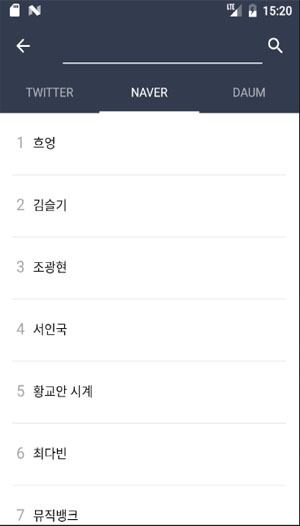 LTE 15:20
TWITTER NAVER DAUM
1 흐엉
2 김슬기
3 조광현
4 서인국
5 황교안 시계
6 최다빈
7 뮤직뱅크